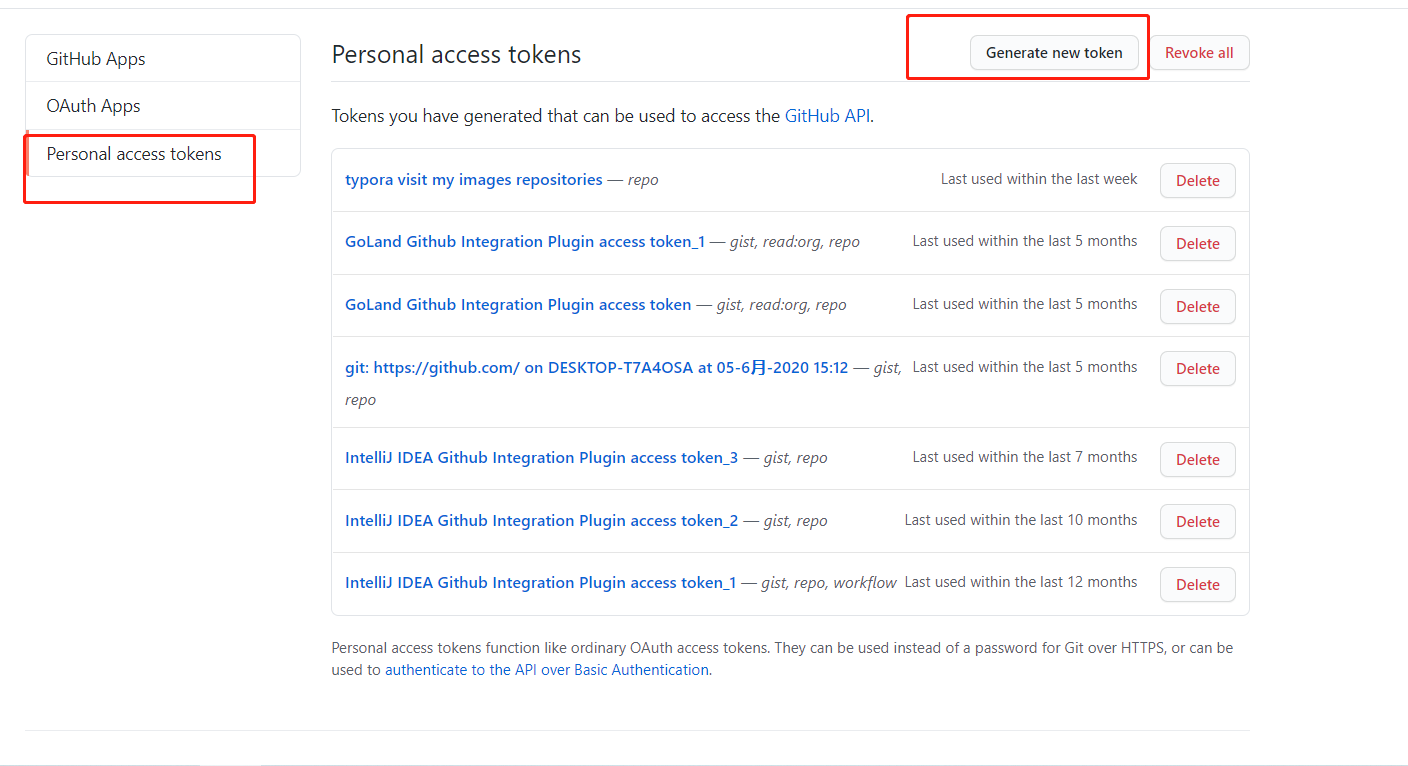 GitHub Apps
OAuth Apps
Personal access tokens
Personal access tokens
Generate new token
Revoke all
Tokens you have generated that can be used to access the GitHub API.
typora visit my images repositories — repo
Last used within the last week
Delete
GoLand Github Integration Plugin access token_1 — gist, read:org, repo
Last used within the last 5 months
Delete
GoLand Github Integration Plugin access token — gist, read:org, repo
Last used within the last 5 months
Delete
git: https://github.com/ on DESKTOP-T7A4OSA at 05-6月-2020 15:12 — gist,
repo
Last used within the last 5 months
Delete
IntelliJ IDEA Github Integration Plugin access token_3 — gist, repo
Last used within the last 7 months
Delete
IntelliJ IDEA Github Integration Plugin access token_2 — gist, repo
Last used within the last 10 months
Delete
IntelliJ IDEA Github Integration Plugin access token_1 — gist, repo, workflow
Last used within the last 12 months
Delete
Personal access tokens function like ordinary OAuth access tokens. They can be used instead of a password for Git over HTTPS, or can be
used to authenticate to the API over Basic Authentication.